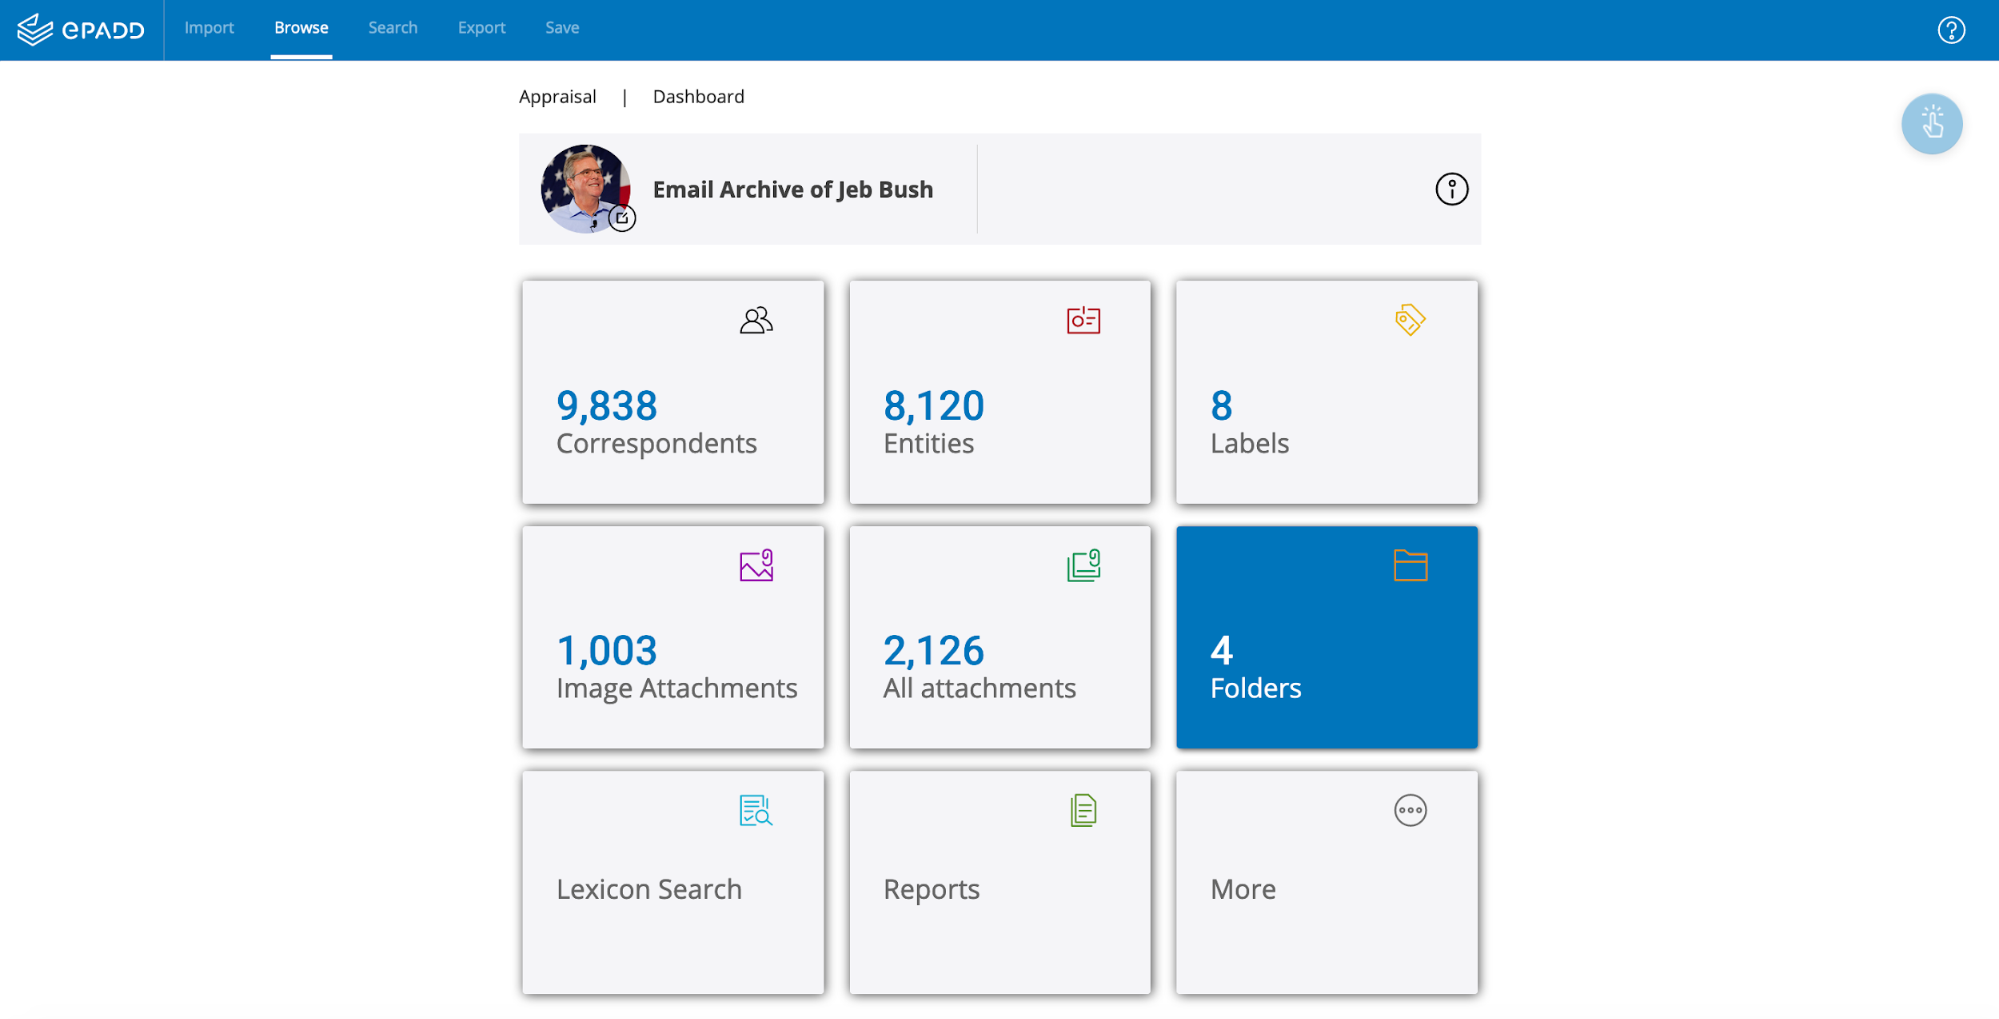 ePADD Import Browse Search Export Save ?
Appraisal | Dashboard
Email Archive of Jeb Bush
9,838 8,120 8
Correspondents Entities Labels
1,003 2,126 4
Image Attachments All attachments Folders
Lexicon Search Reports More